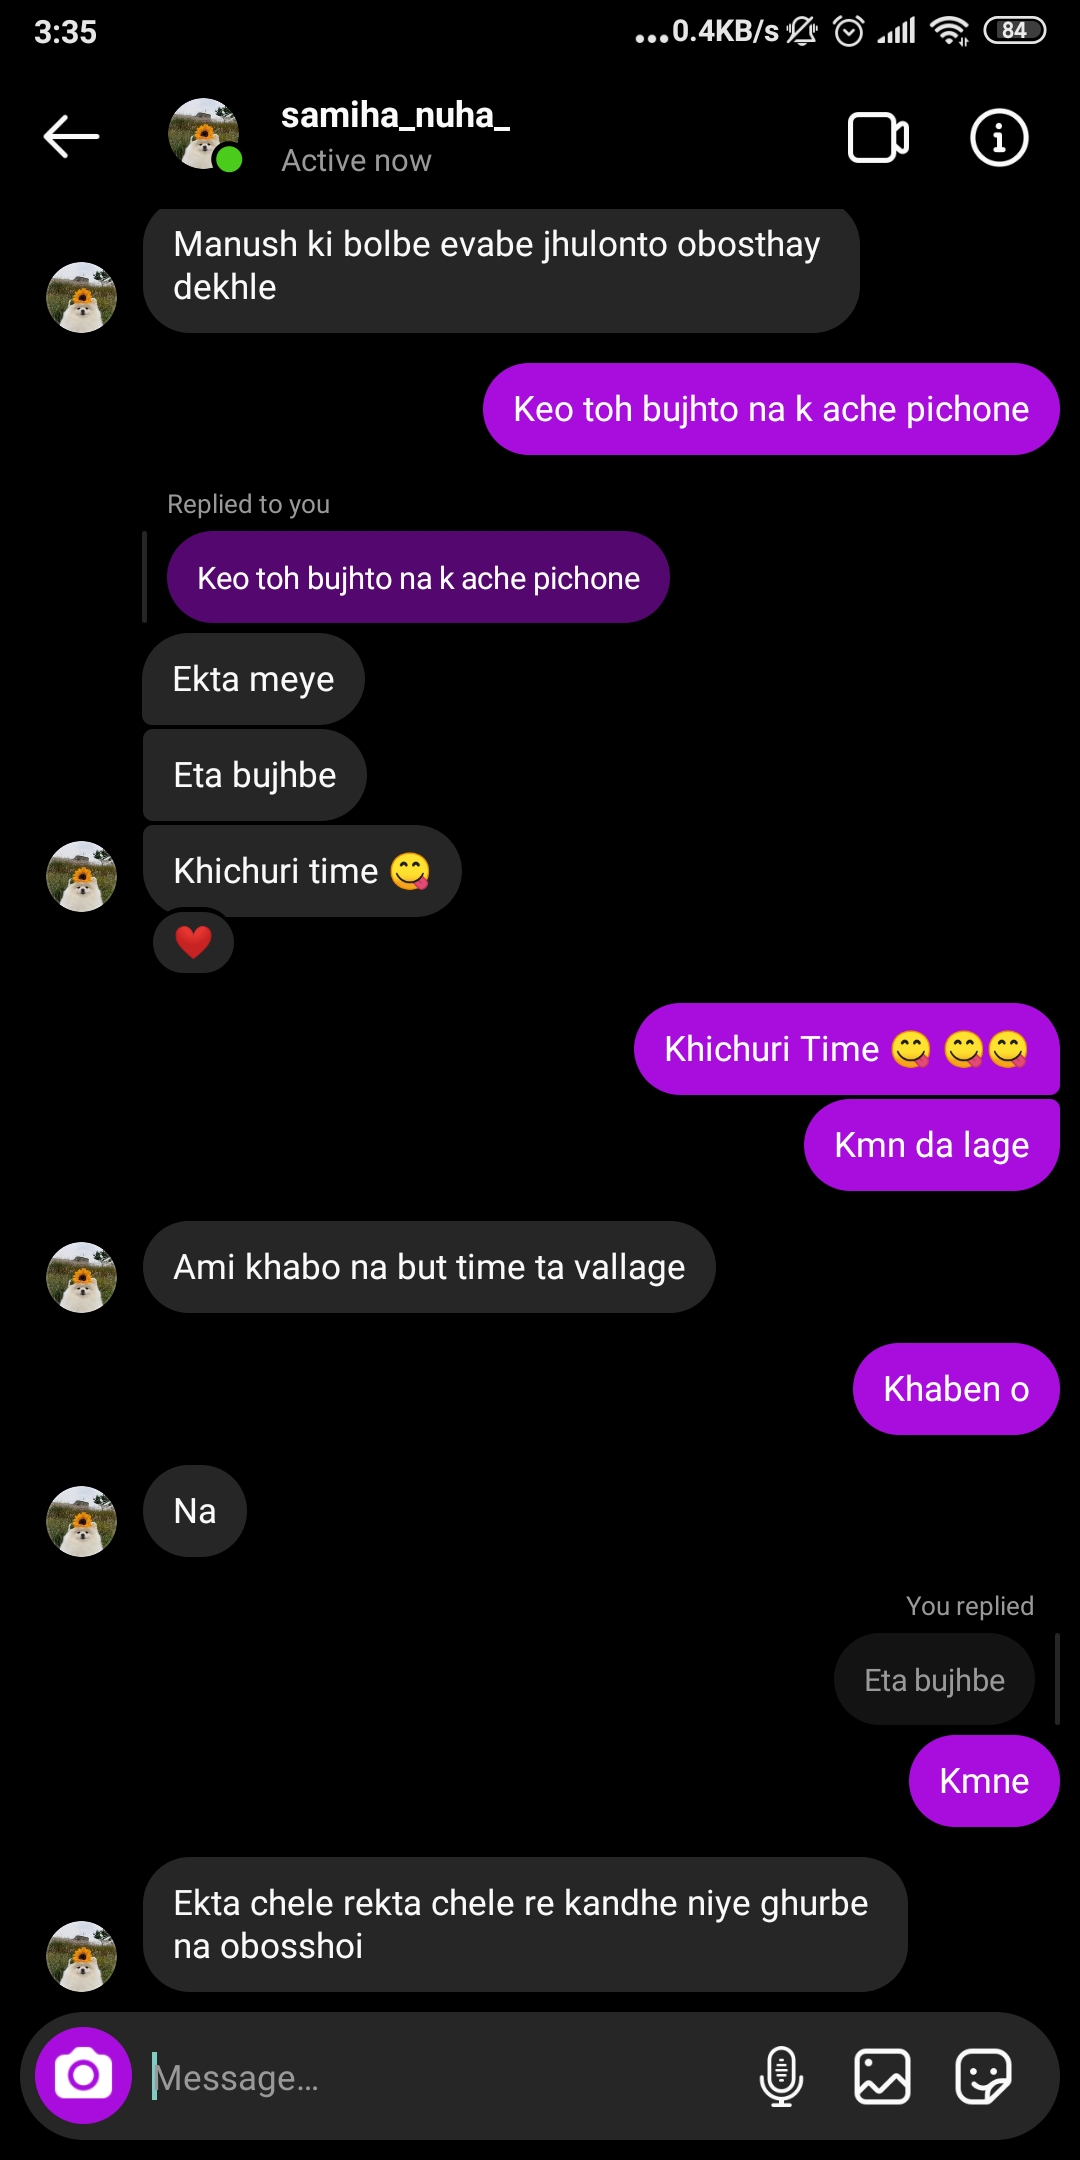 3:35
...0.4KB/s
84
samiha_nuha_
Active now
Manush ki bolbe evabe jhulonto obosthay
dekhle
Keo toh bujhto na k ache pichone
Replied to you
Keo toh bujhto na k ache pichone
Ekta meye
Eta bujhbe
Khichuri time 😋
❤️
Khichuri Time 😋 😋😋
Kmn da lage
Ami khabo na but time ta vallage
Khaben o
Na
You replied
Eta bujhbe
Kmne
Ekta chele rekta chele re kandhe niye ghurbe
na obosshoi
Message...